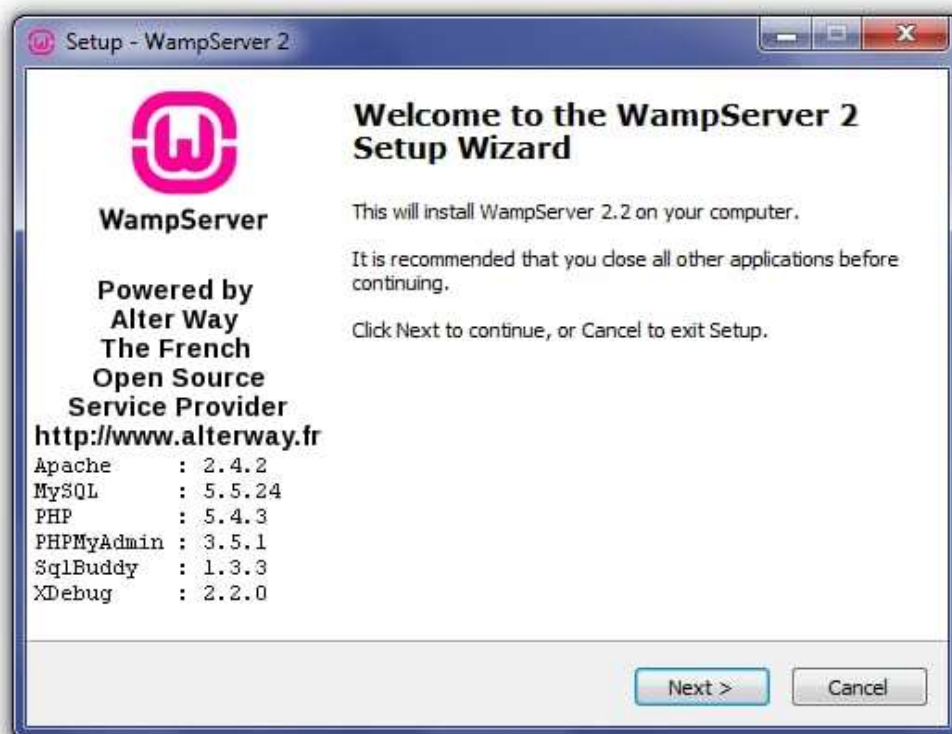 Setup - WampServer 2
WampServer
Powered by
Alter Way
The French
Open Source
Service Provider
http://www.alterway.fr
Apache : 2.4.2
MySQL : 5.5.24
PHP : 5.4.3
PHPMyAdmin : 3.5.1
SqlBuddy : 1.3.3
XDebug : 2.2.0
Welcome to the WampServer 2
Setup Wizard
This will install WampServer 2.2 on your computer.
It is recommended that you close all other applications before
continuing.
Click Next to continue, or Cancel to exit Setup.
Next >
Cancel